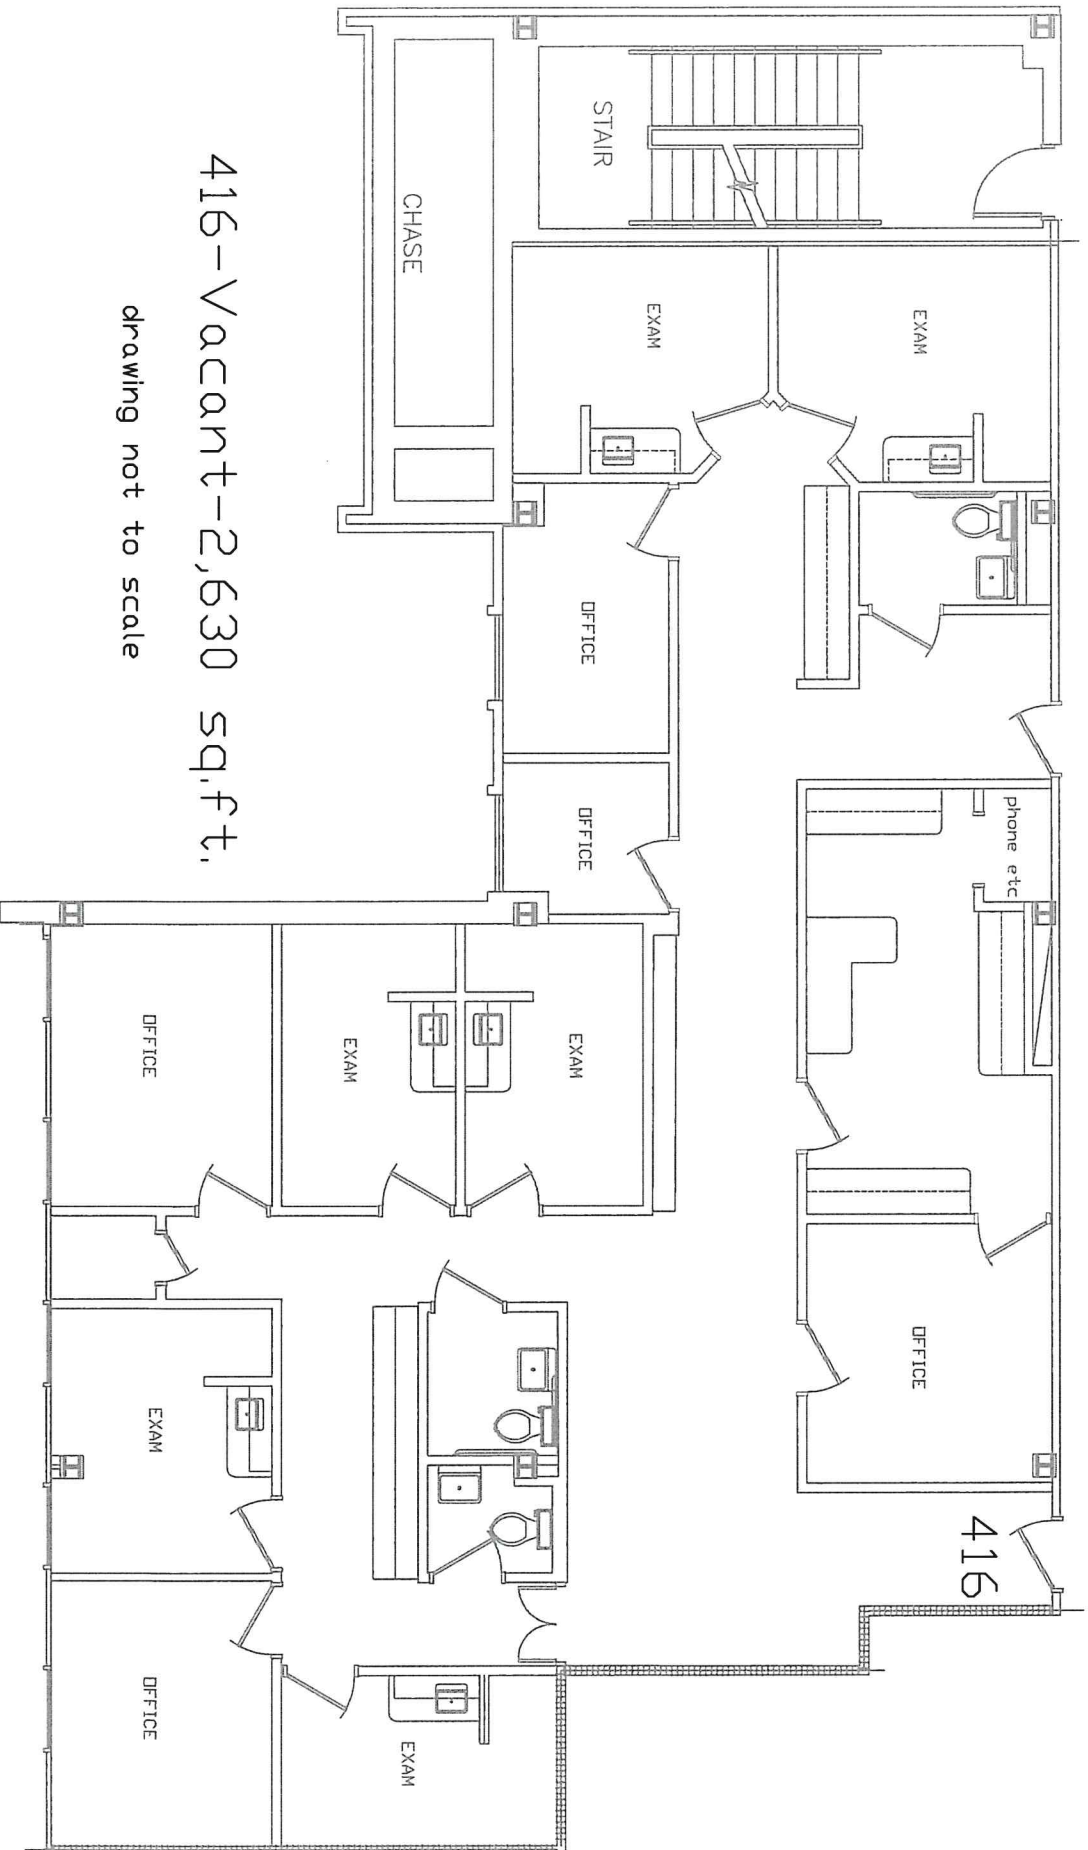 416
phone etc
OFFICE
EXAM
EXAM
STAIR
OFFICE
OFFICE
EXAM
EXAM
EXAM
OFFICE
EXAM
OFFICE
CHASE
416-Vacant-2,630 sq.ft.
drawing not to scale